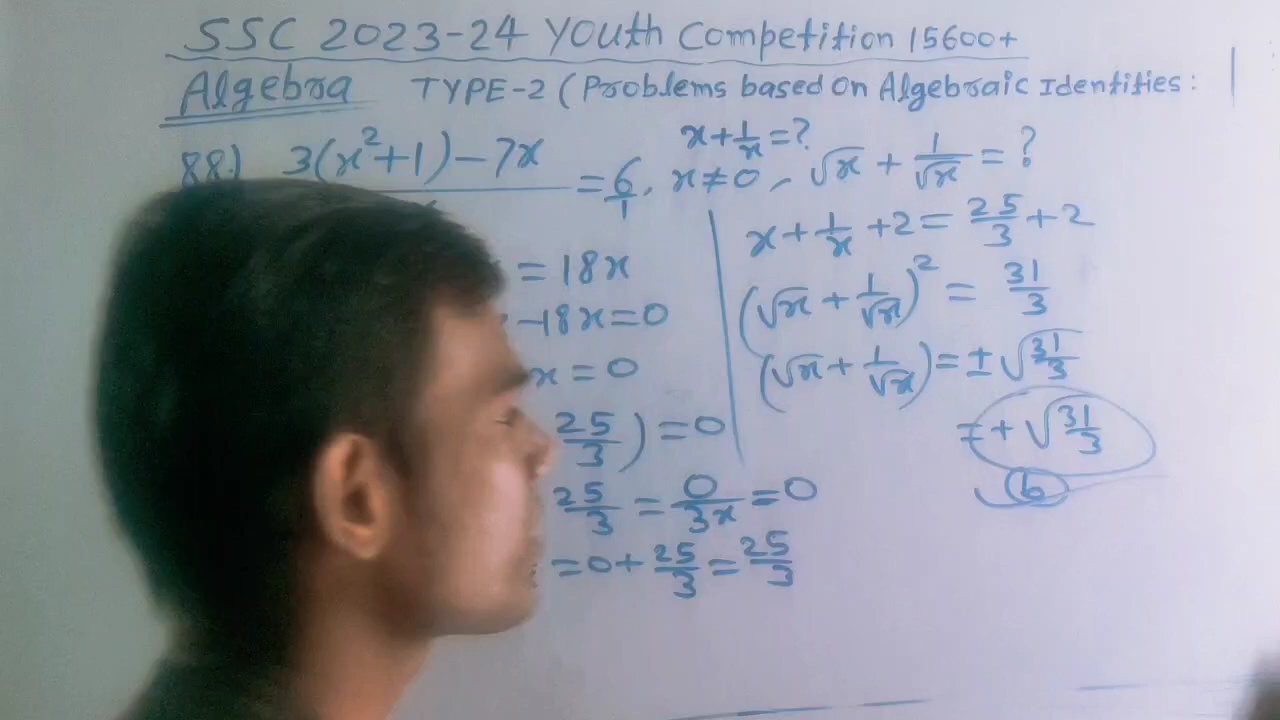 SSC 2023-24 Youth Competition 15600+
Algebra TYPE-2 (Problems based On Algebraic Identities:
88.) 3(x²+1)-7x = 6/1, x≠0, √x + 1/√x = ?
x+1/x=?
= 18x
-18x=0
x = 0
25/3) = 0
25/3 = 0/3x = 0
= 0 + 25/3 = 25/3
x + 1/x + 2 = 25/3 + 2
(√x + 1/√x)² = 31/3
(√x + 1/√x) = ± √31/3
= + √31/3
(b)